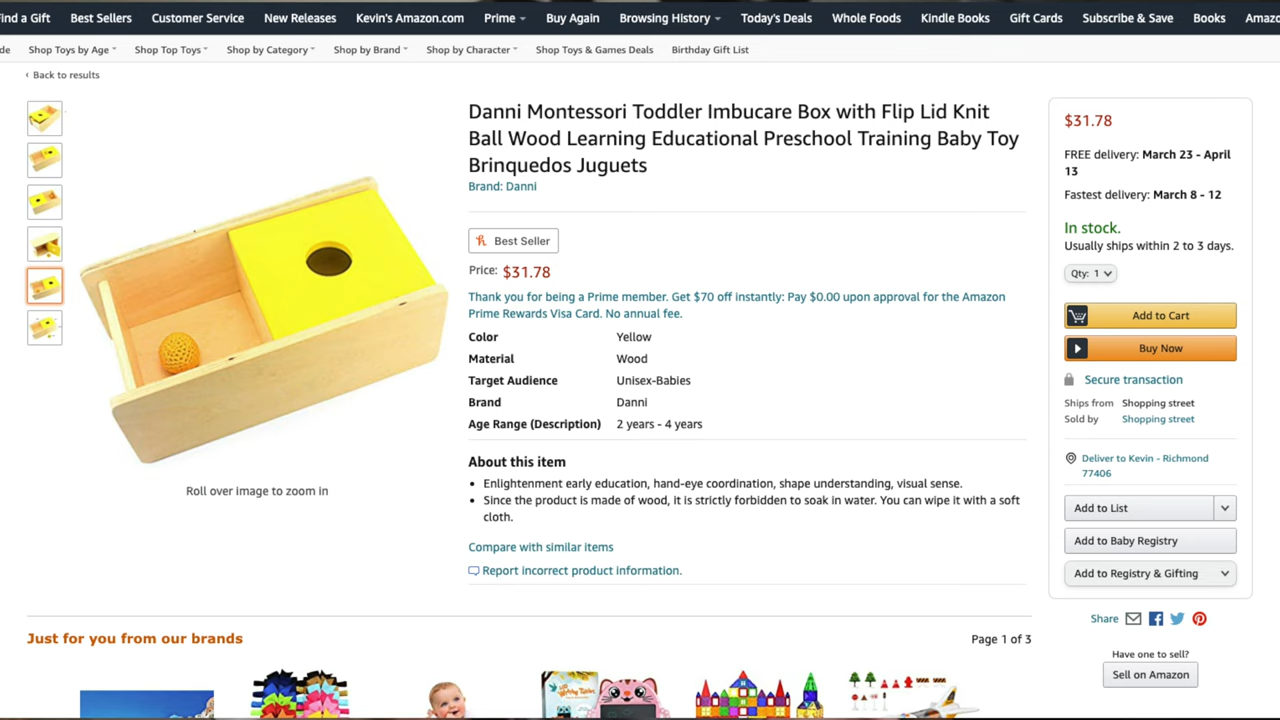 ind a Gift Best Sellers Customer Service New Releases Kevin's Amazon.com Prime Buy Again Browsing History Today's Deals Whole Foods Kindle Books Gift Cards Subscribe & Save Books Amaz
de Shop Toys by Age Shop Top Toys Shop by Category Shop by Brand Shop by Character Shop Toys & Games Deals Birthday Gift List
‹ Back to results
Danni Montessori Toddler Imbucare Box with Flip Lid Knit
Ball Wood Learning Educational Preschool Training Baby Toy
Brinquedos Juguets
Brand: Danni
Best Seller
Price: $31.78
Thank you for being a Prime member. Get $70 off instantly: Pay $0.00 upon approval for the Amazon
Prime Rewards Visa Card. No annual fee.
Color Yellow
Material Wood
Target Audience Unisex-Babies
Brand Danni
Age Range (Description) 2 years - 4 years
About this item
• Enlightenment early education, hand-eye coordination, shape understanding, visual sense.
• Since the product is made of wood, it is strictly forbidden to soak in water. You can wipe it with a soft
cloth.
Compare with similar items
Report incorrect product information.
Roll over image to zoom in
$31.78
FREE delivery: March 23 - April
13
Fastest delivery: March 8 - 12
In stock.
Usually ships within 2 to 3 days.
Qty: 1
Add to Cart
Buy Now
Secure transaction
Ships from Shopping street
Sold by Shopping street
Deliver to Kevin - Richmond
77406
Add to List
Add to Baby Registry
Add to Registry & Gifting
Share
Have one to sell?
Sell on Amazon
Just for you from our brands
Page 1 of 3